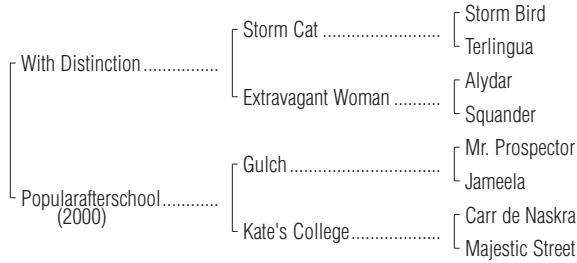 Storm Bird
Storm Cat ........................
Terlingua
With Distinction ...............
Alydar
Extravagant Woman ..........
Squander
Mr. Prospector
Gulch ...............................
Jameela
Popularafterschool ............
(2000)
Carr de Naskra
Kate's College ..................
Majestic Street